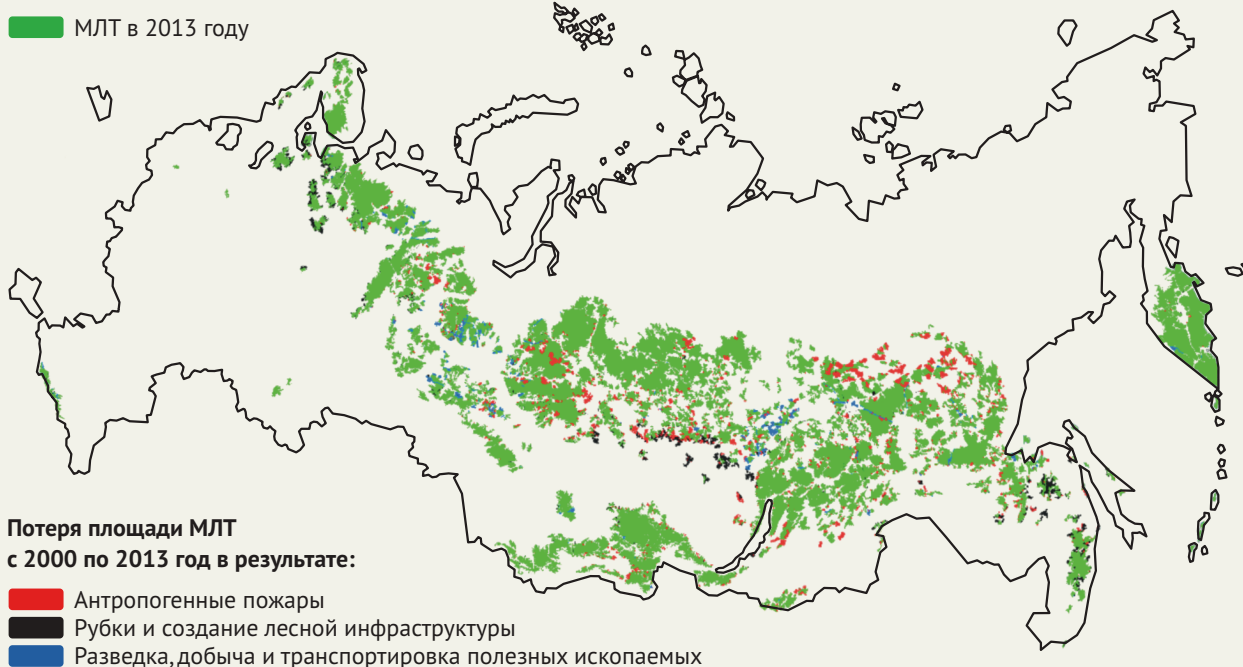 МЛТ в 2013 году
Потеря площади МЛТ
с 2000 по 2013 год в результате:
Антропогенные пожары
Рубки и создание лесной инфраструктуры
Разведка, добыча и транспортировка полезных ископаемых